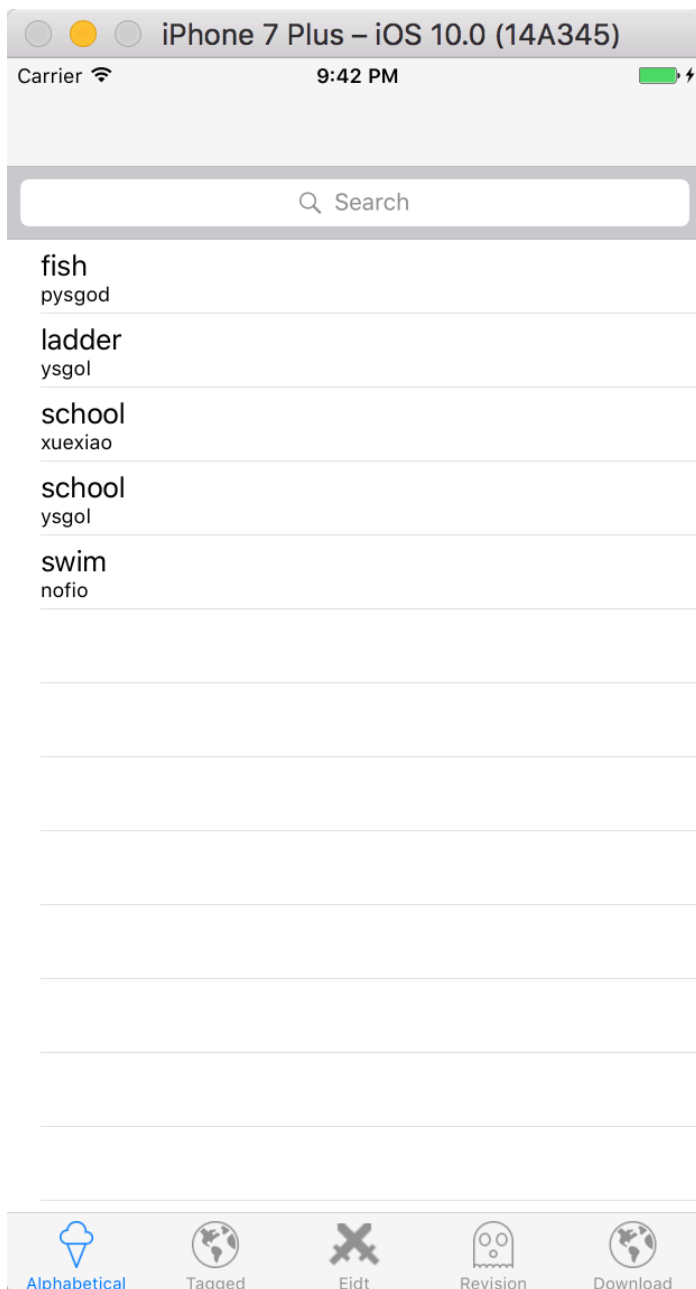 iPhone 7 Plus – iOS 10.0 (14A345)
Carrier 9:42 PM
Search
fish
pysgod
ladder
ysgol
school
xuexiao
school
ysgol
swim
nofio
Alphabetical Tagged Eidt Revision Download